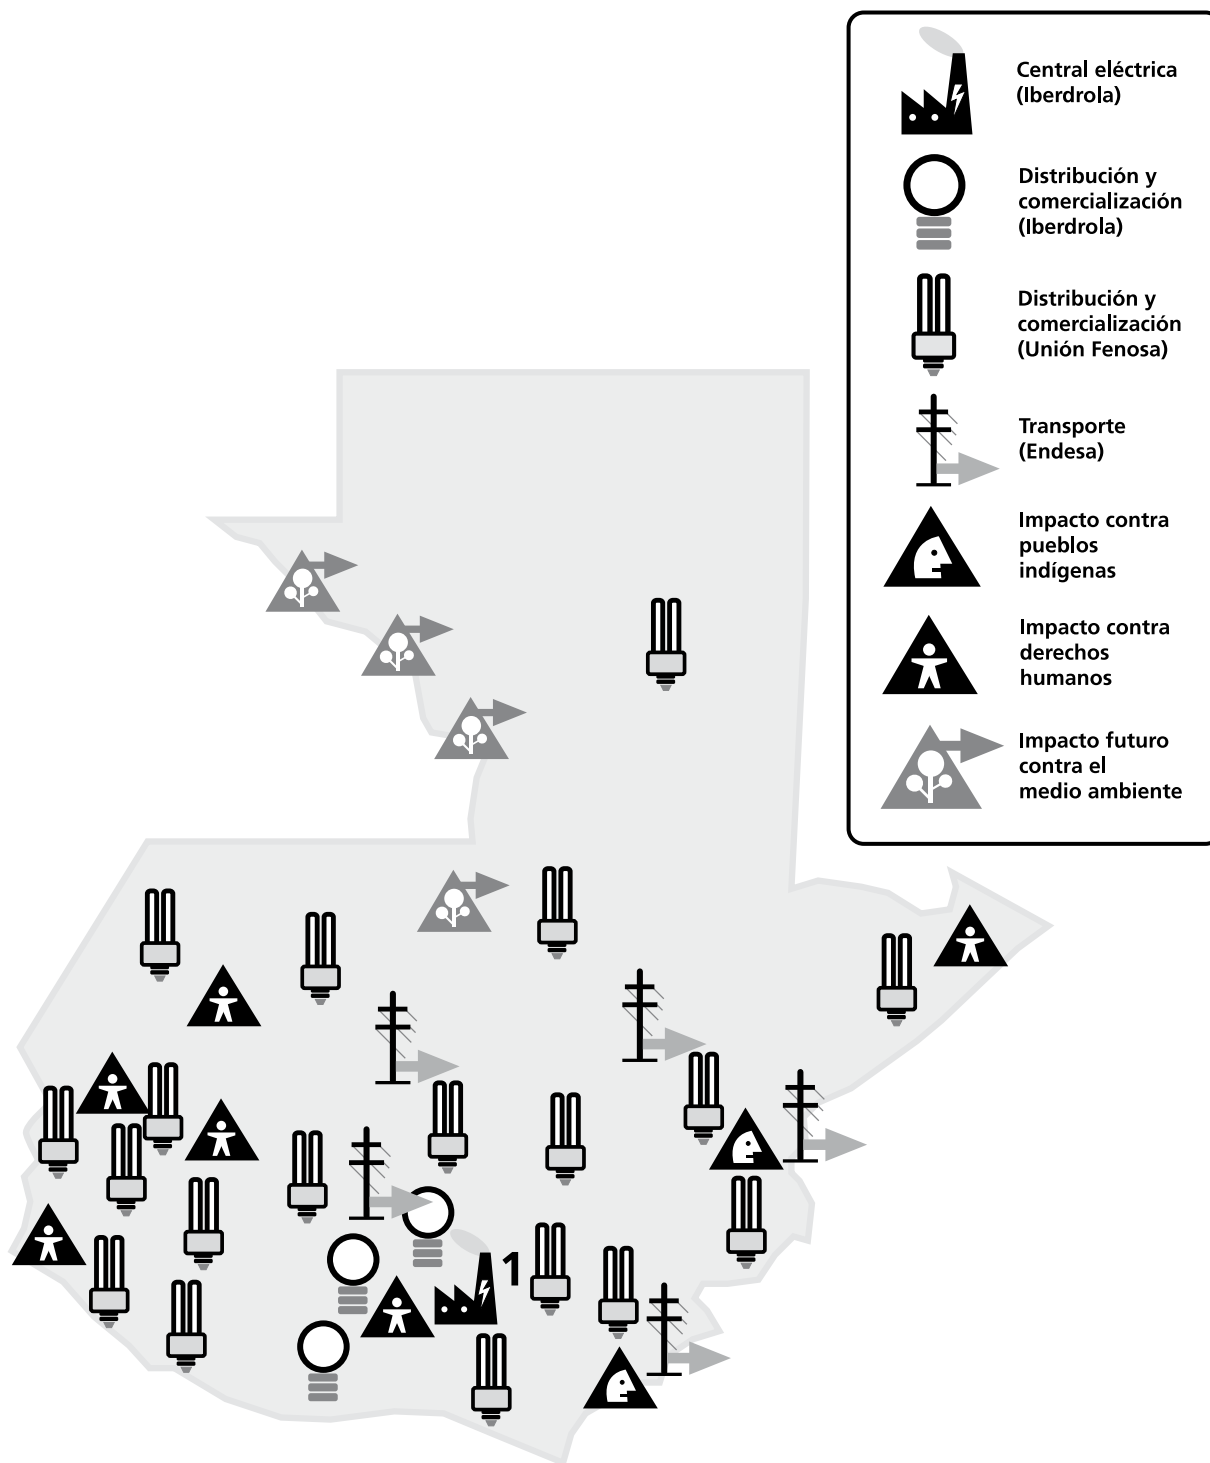 Central eléctrica
(Iberdrola)
Distribución y
comercialización
(Iberdrola)
Distribución y
comercialización
(Unión Fenosa)
Transporte
(Endesa)
Impacto contra
pueblos
indígenas
Impacto contra
derechos
humanos
Impacto futuro
contra el
medio ambiente
1